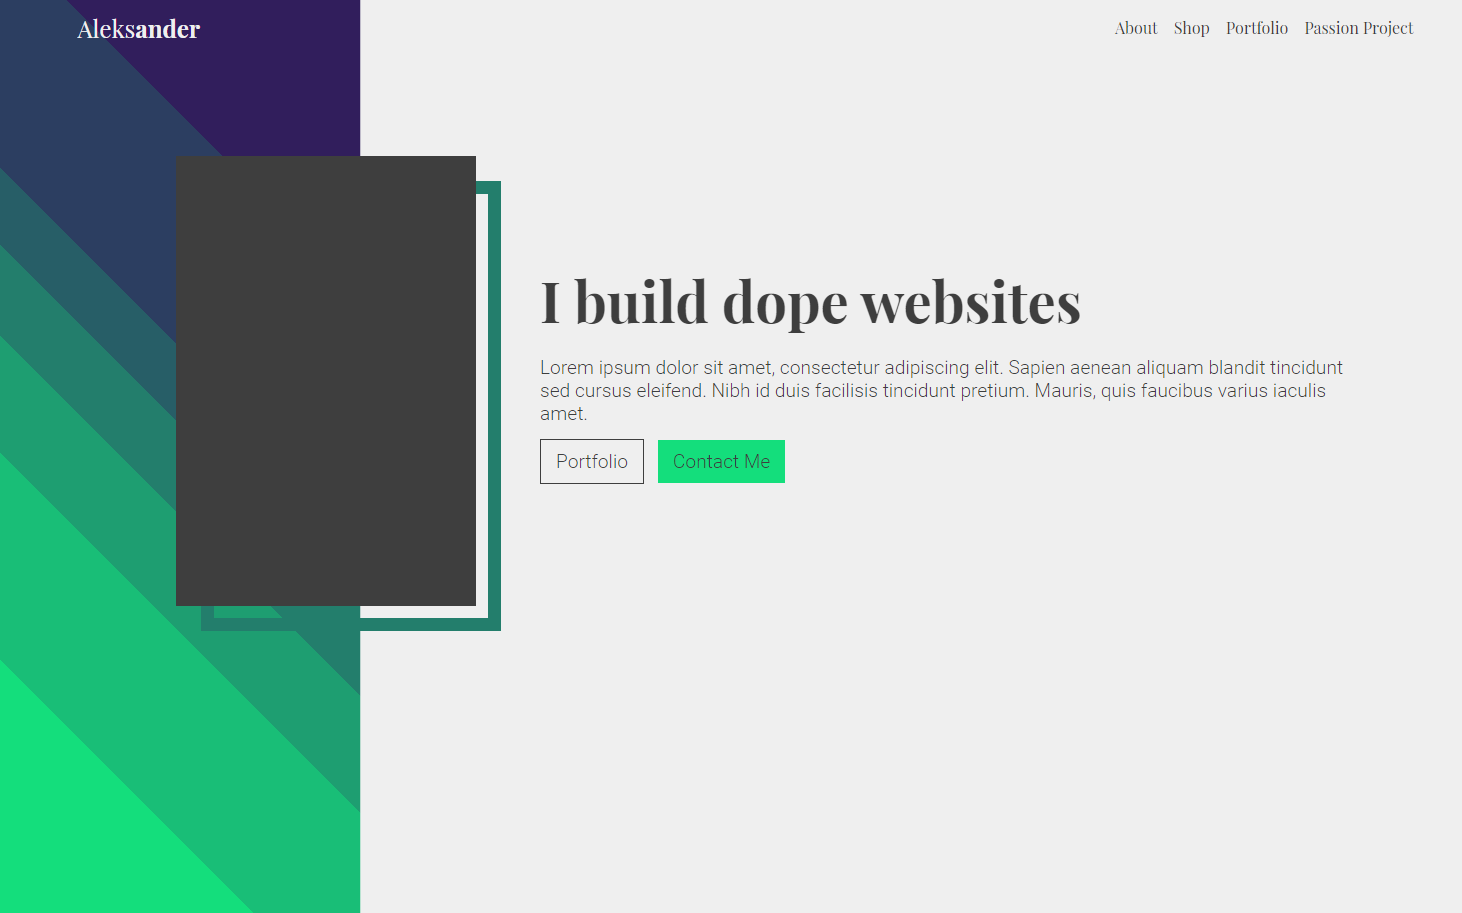 Aleksander
About Shop Portfolio Passion Project
I build dope websites
Lorem ipsum dolor sit amet, consectetur adipiscing elit. Sapien aenean aliquam blandit tincidunt
sed cursus eleifend. Nibh id duis facilisis tincidunt pretium. Mauris, quis faucibus varius iaculis
amet.
Portfolio Contact Me